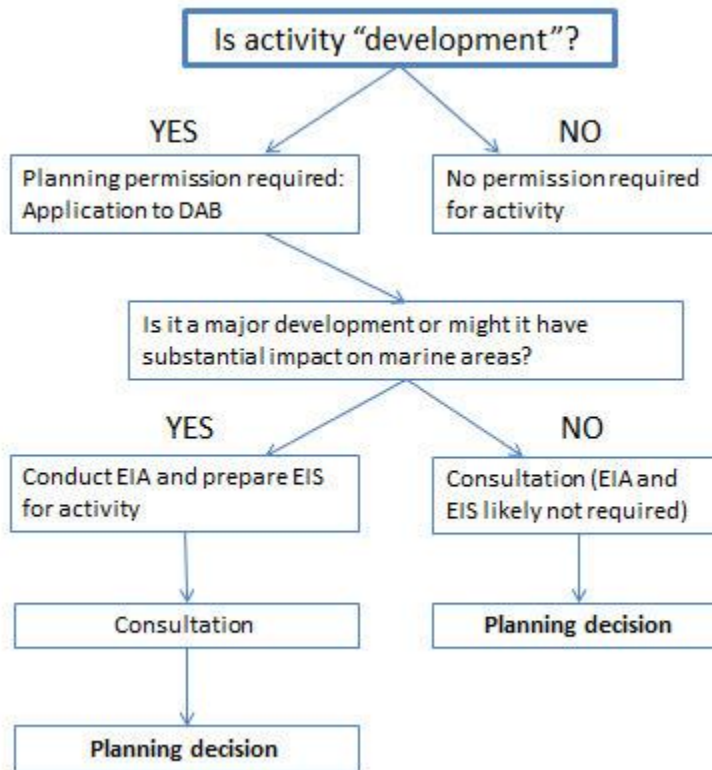 Is activity “development”?
YES
NO
Planning permission required:
Application to DAB
No permission required
for activity
Is it a major development or might it have
substantial impact on marine areas?
YES
NO
Conduct EIA and prepare EIS
for activity
Consultation (EIA and
EIS likely not required)
Consultation
Planning decision
Planning decision